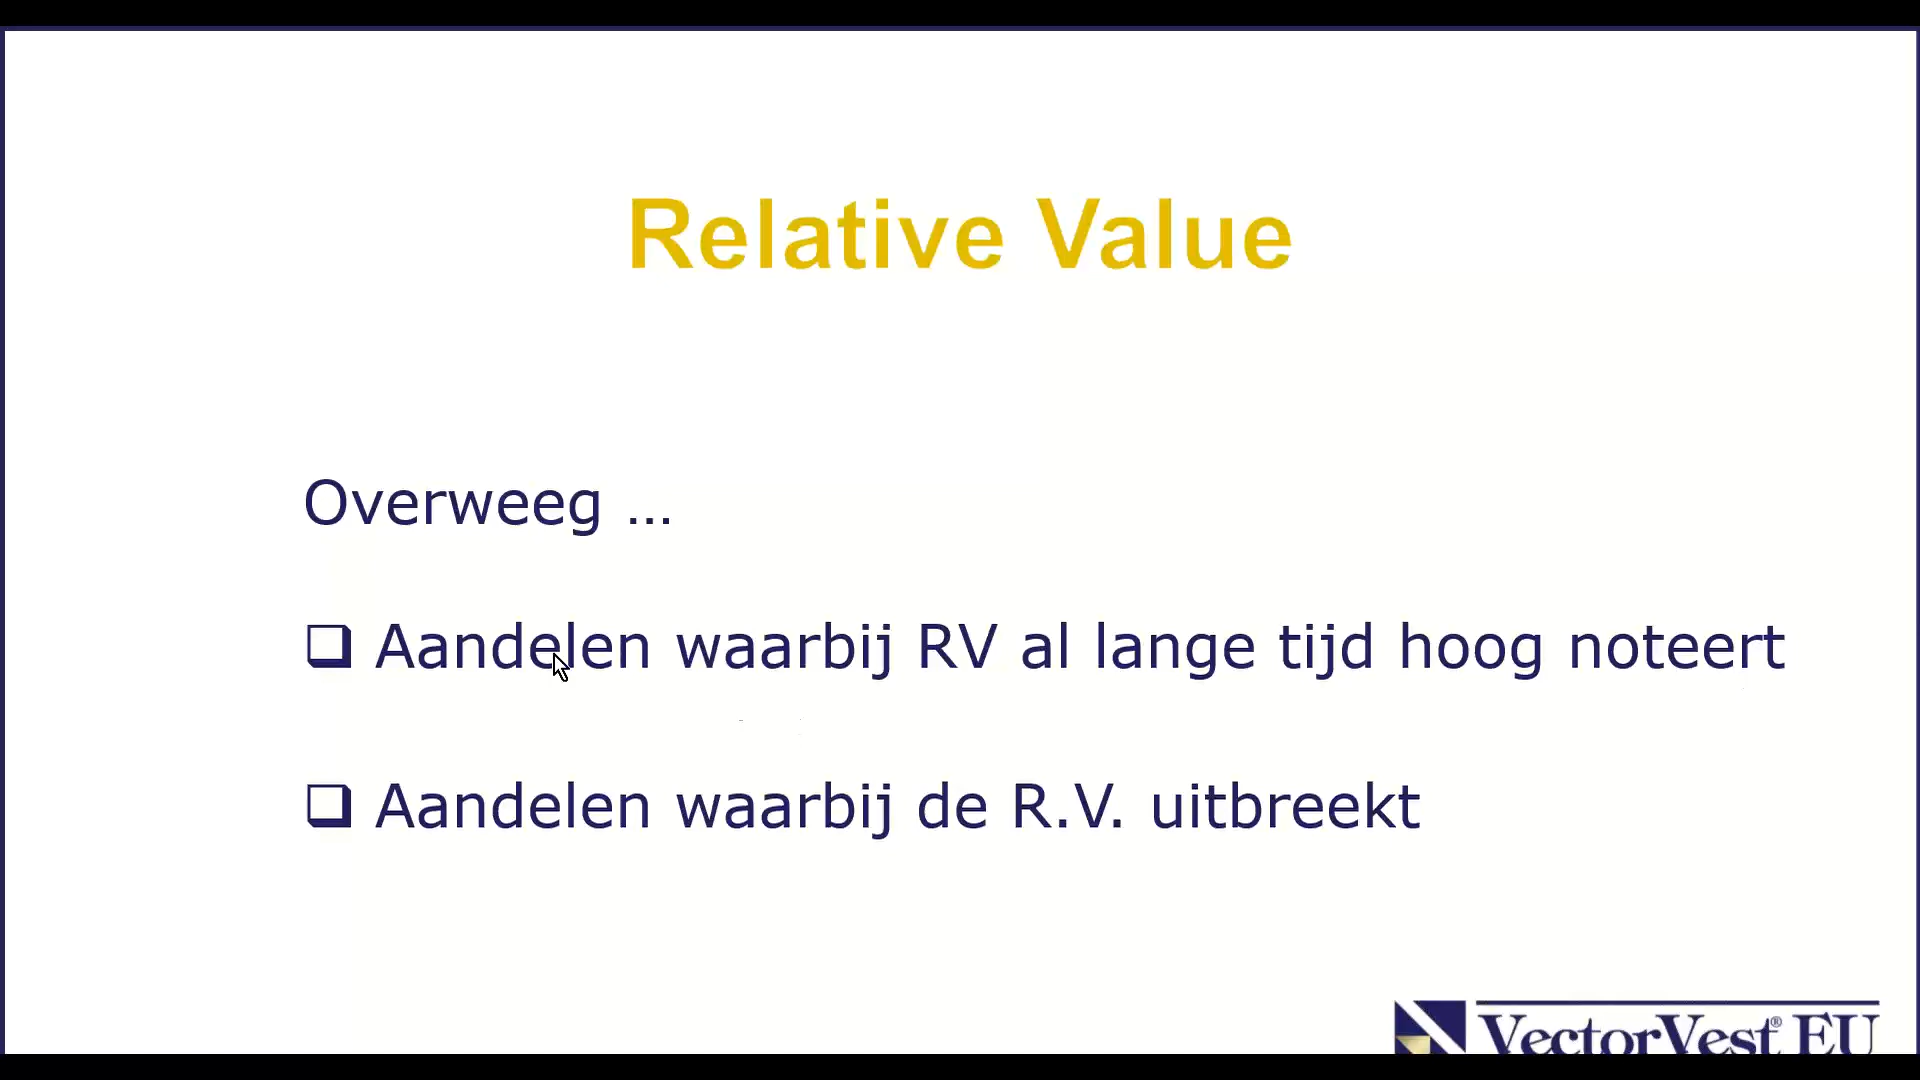 Relative Value
Overweeg ...
❑ Aandelen waarbij RV al lange tijd hoog noteert
❑ Aandelen waarbij de R.V. uitbreekt
VectorVest® EU